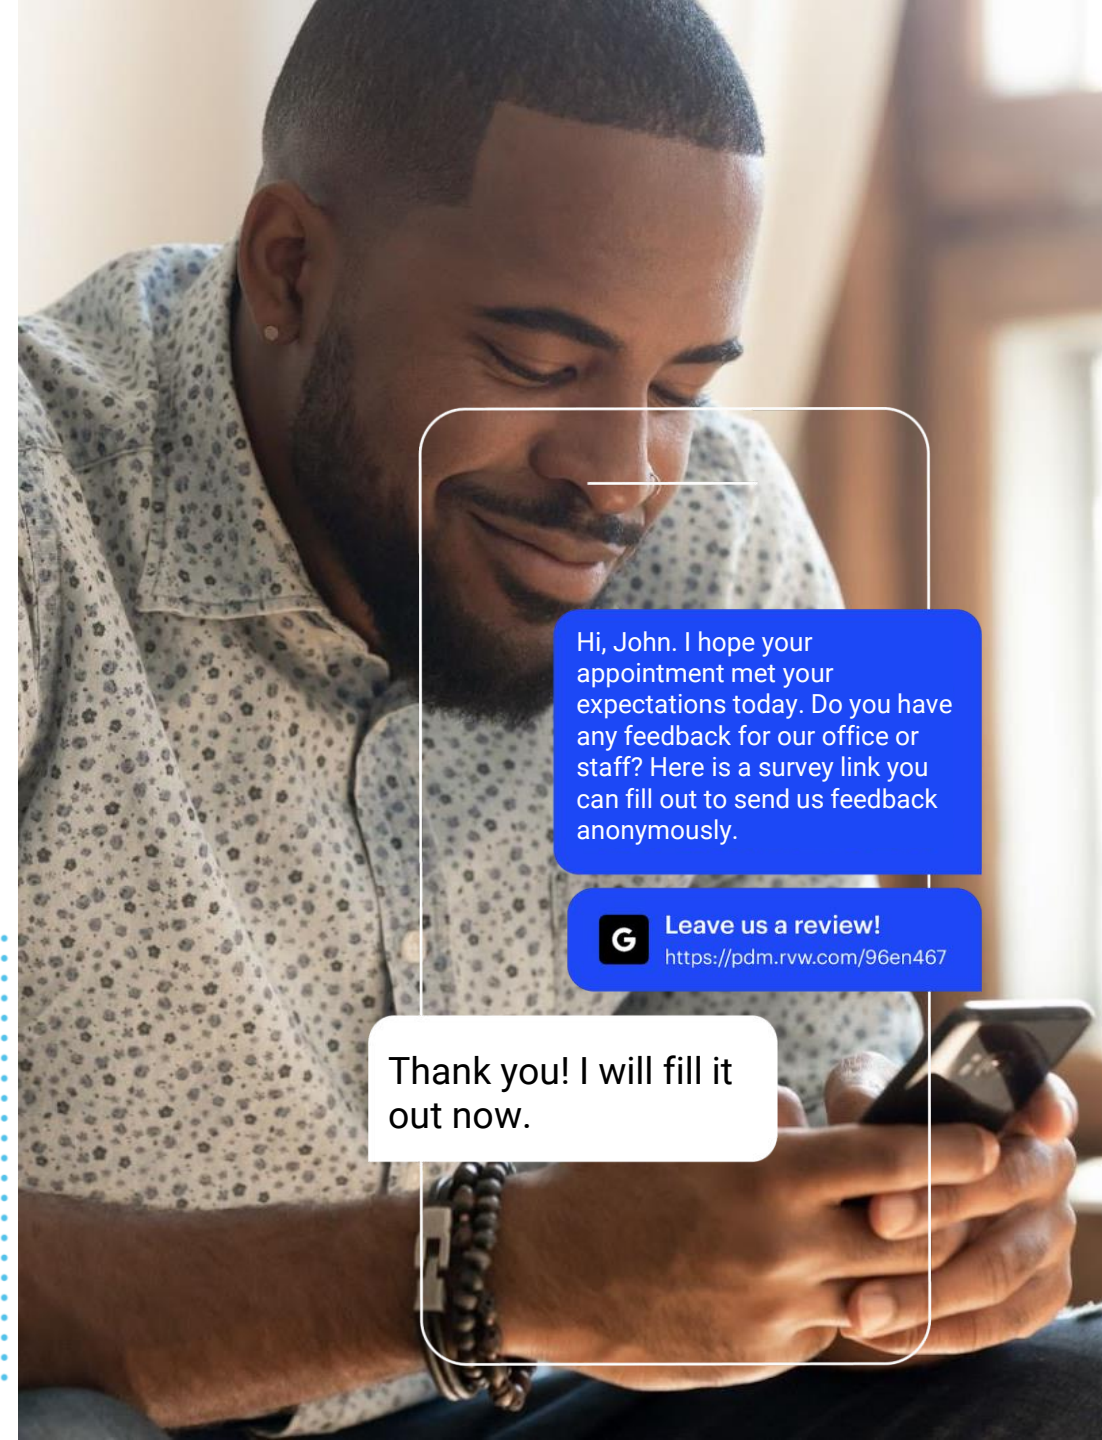 Hi, John. I hope your
appointment met your
expectations today. Do you have
any feedback for our office or
staff? Here is a survey link you
can fill out to send us feedback
anonymously.
G
Leave us a review!
https://pdm.rvw.com/96en467
Thank you! I will fill it
out now.